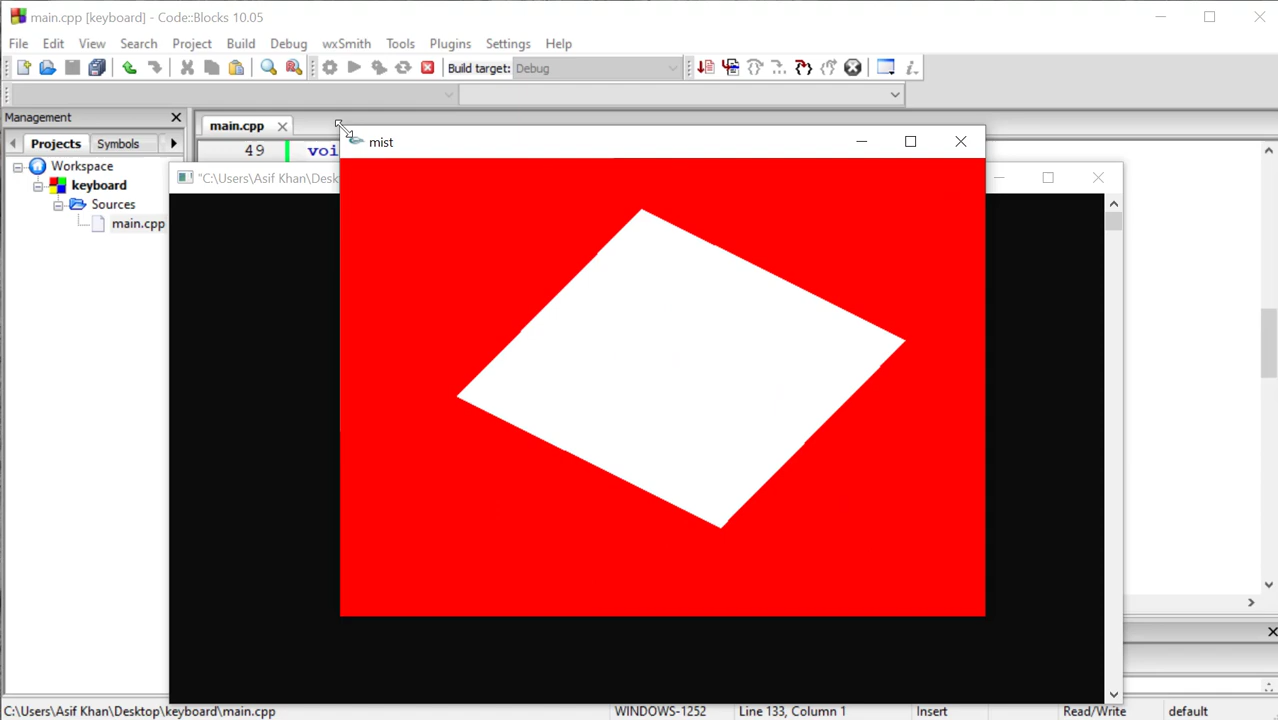 main.cpp [keyboard] - Code::Blocks 10.05
File Edit View Search Project Build Debug wxSmith Tools Plugins Settings Help
Build target: Debug
Management
main.cpp
Projects Symbols
49 voi
mist
Workspace
"C:\Users\Asif Khan\Desk
keyboard
Sources
main.cpp
C:\Users\Asif Khan\Desktop\keyboard\main.cpp WINDOWS-1252 Line 133, Column 1 Insert Read/Write default